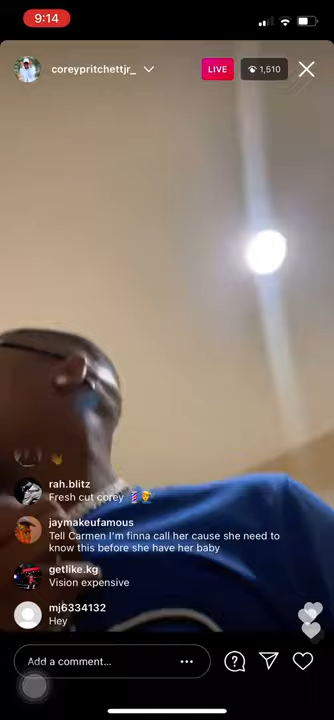 9:14
coreypritchettjr_
LIVE
1,510
rah.blitz
Fresh cut corey 💈💇‍♂️
jaymakeufamous
Tell Carmen I'm finna call her cause she need to
know this before she have her baby
getlike.kg
Vision expensive
mj6334132
Hey
Add a comment...